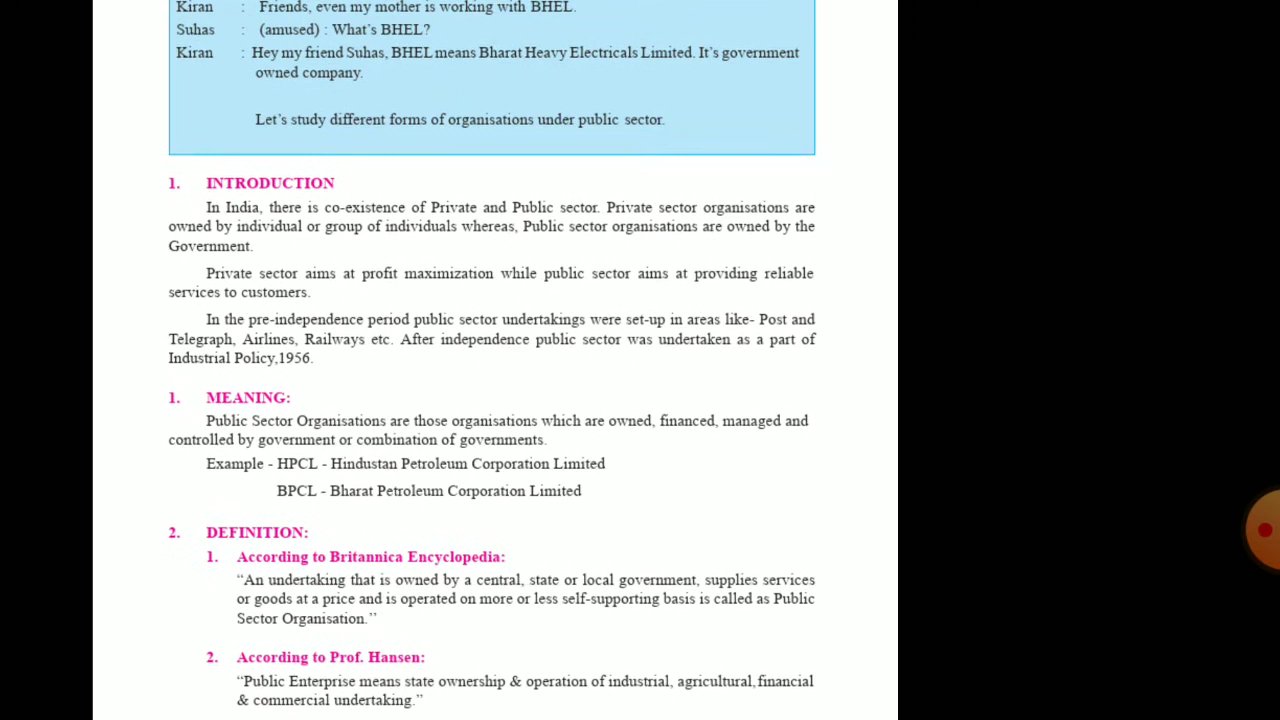 Kiran : Friends, even my mother is working with BHEL.
Suhas : (amused) : What's BHEL?
Kiran : Hey my friend Suhas, BHEL means Bharat Heavy Electricals Limited. It's government
owned company.
Let's study different forms of organisations under public sector.
1. INTRODUCTION
In India, there is co-existence of Private and Public sector. Private sector organisations are
owned by individual or group of individuals whereas, Public sector organisations are owned by the
Government.
Private sector aims at profit maximization while public sector aims at providing reliable
services to customers.
In the pre-independence period public sector undertakings were set-up in areas like- Post and
Telegraph, Airlines, Railways etc. After independence public sector was undertaken as a part of
Industrial Policy,1956.
1. MEANING:
Public Sector Organisations are those organisations which are owned, financed, managed and
controlled by government or combination of governments.
Example - HPCL - Hindustan Petroleum Corporation Limited
BPCL - Bharat Petroleum Corporation Limited
2. DEFINITION:
1. According to Britannica Encyclopedia:
“An undertaking that is owned by a central, state or local government, supplies services
or goods at a price and is operated on more or less self-supporting basis is called as Public
Sector Organisation.’’
2. According to Prof. Hansen:
“Public Enterprise means state ownership & operation of industrial, agricultural,financial
& commercial undertaking.”